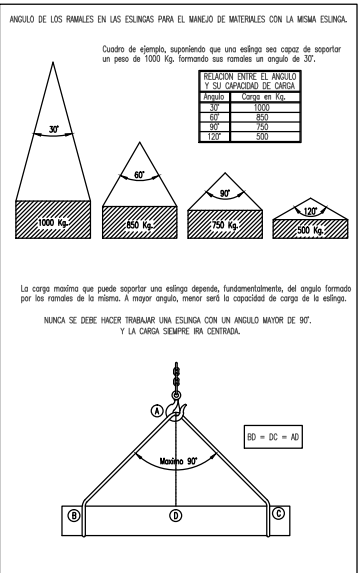 ANGULO DE LOS RAMALES EN LAS ESLINGAS PARA EL MANEJO DE MATERIALES CON LA MISMA ESLINGA.
Cuadro de ejemplo, suponiendo que una eslinga sea capaz de soportar
un peso de 1000 Kg. formando sus ramales un angulo de 30°.
RELACION ENTRE EL ANGULO
Y SU CAPACIDAD DE CARGA
Angulo Carga en Kg.
30° 1000
60° 850
90° 750
120° 500
30°
60°
90°
120°
1000 Kg.
850 Kg.
750 Kg.
500 Kg.
La carga maxima que puede soportar una eslinga depende, fundamentalmente, del angulo formado
por los ramales de la misma. A mayor angulo, menor será la capacidad de carga de la eslinga.
NUNCA SE DEBE HACER TRABAJAR UNA ESLINGA CON UN ANGULO MAYOR DE 90°.
Y LA CARGA SIEMPRE IRA CENTRADA.
A
BD = DC = AD
Maximo 90°
B
D
C